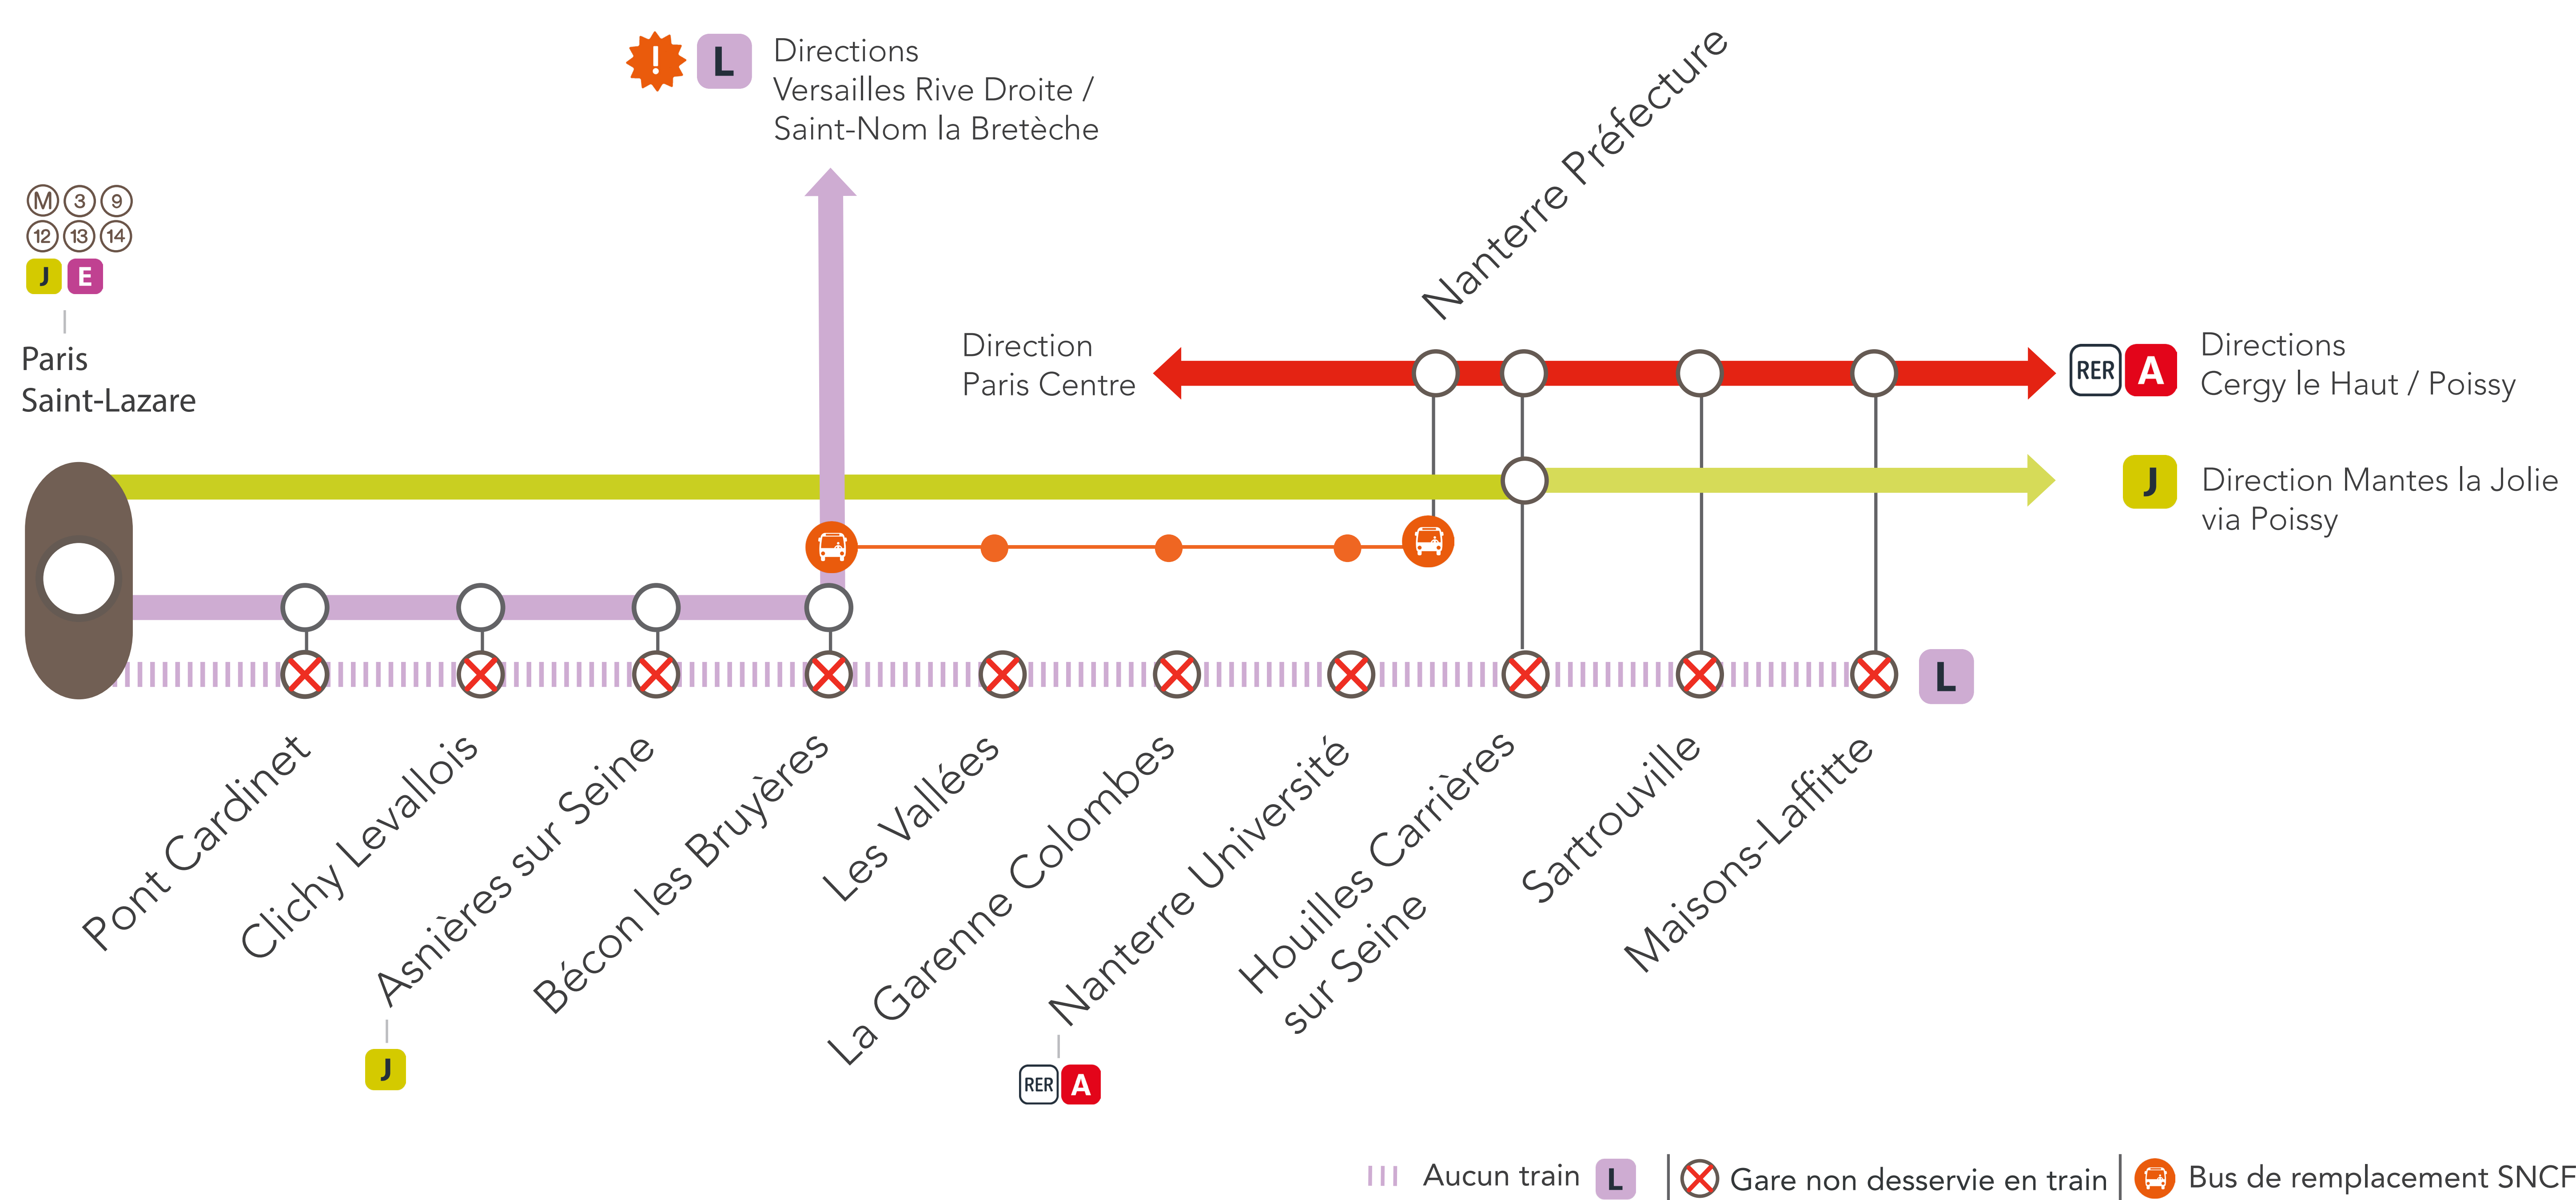 ! L Directions
Versailles Rive Droite /
Saint-Nom la Bretèche
M 3 9
12 13 14
J E
Paris
Saint-Lazare
Nanterre Préfecture
Direction
Paris Centre
RER A Directions
Cergy le Haut / Poissy
J Direction Mantes la Jolie
via Poissy
L
Pont Cardinet
Clichy Levallois
Asnières sur Seine
J
Bécon les Bruyères
Les Vallées
La Garenne Colombes
Nanterre Université
RER A
Houilles Carrières
sur Seine
Sartrouville
Maisons-Laffitte
Aucun train L Gare non desservie en train Bus de remplacement SNCF